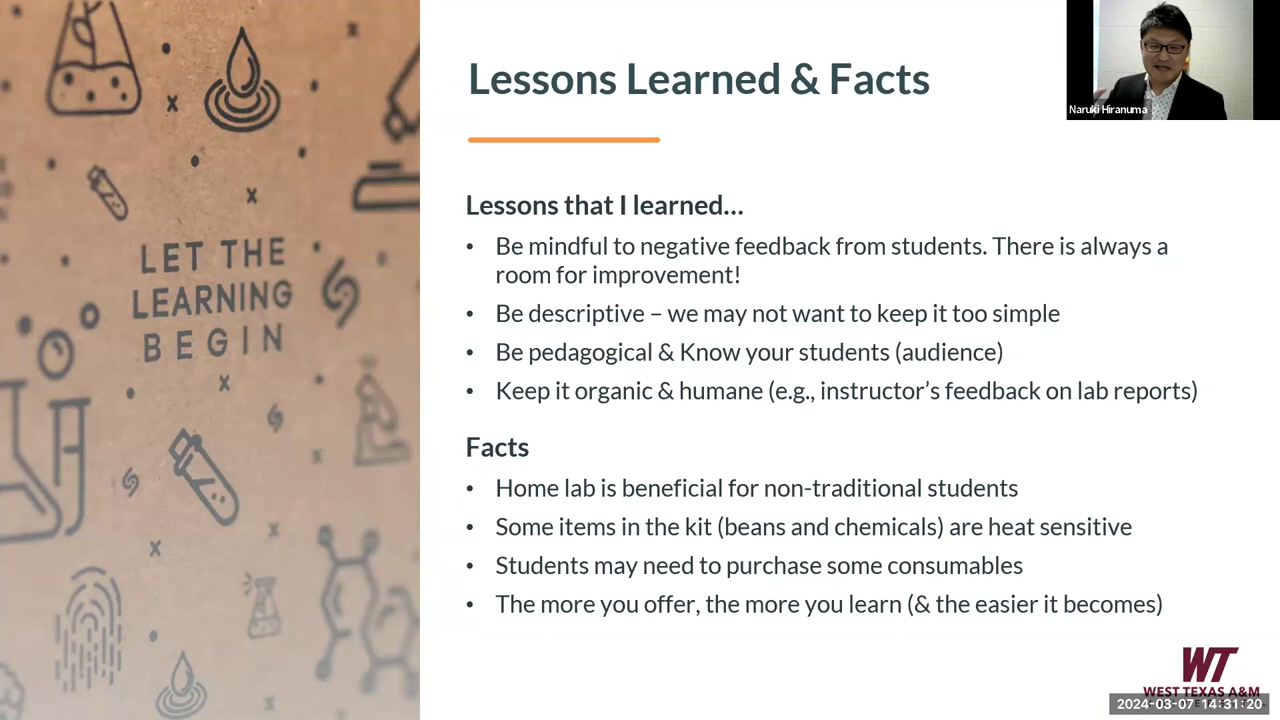 LET THE
LEARNING
BEGIN
Lessons Learned & Facts
Naruki Hiranuma
Lessons that I learned…
• Be mindful to negative feedback from students. There is always a
room for improvement!
• Be descriptive – we may not want to keep it too simple
• Be pedagogical & Know your students (audience)
• Keep it organic & humane (e.g., instructor’s feedback on lab reports)
Facts
• Home lab is beneficial for non-traditional students
• Some items in the kit (beans and chemicals) are heat sensitive
• Students may need to purchase some consumables
• The more you offer, the more you learn (& the easier it becomes)
WT
WEST TEXAS A&M
2024-03-07 14:31:20